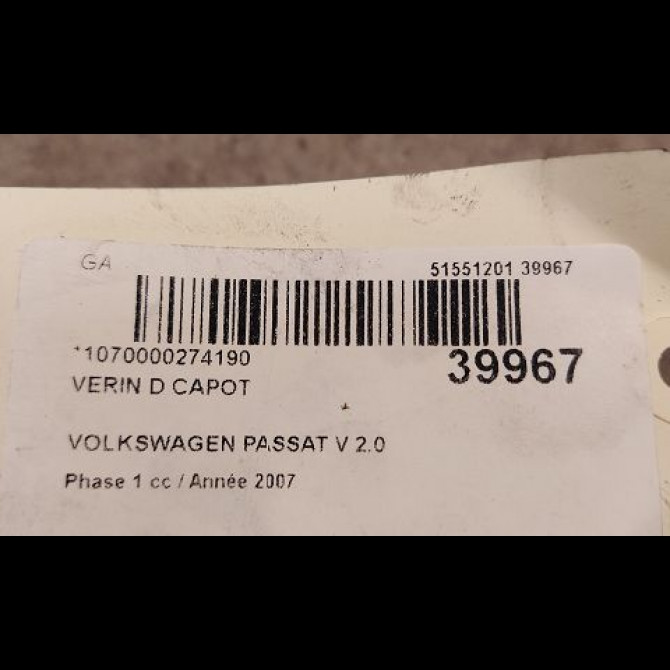 GA
51551201 39967
*1070000274190
39967
VERIN D CAPOT
VOLKSWAGEN PASSAT V 2.0
Phase 1 cc / Année 2007